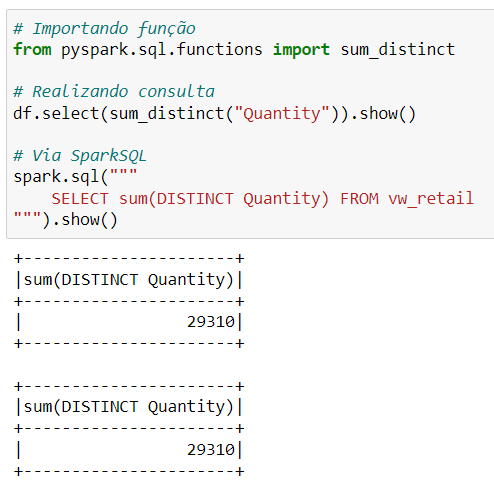 # Importando função
from pyspark.sql.functions import sum_distinct
# Realizando consulta
df.select(sum_distinct("Quantity")).show()
# Via SparkSQL
spark.sql("""
    SELECT sum(DISTINCT Quantity) FROM vw_retail
""").show()
+----------------------+
|sum(DISTINCT Quantity)|
+----------------------+
|                 29310|
+----------------------+
+----------------------+
|sum(DISTINCT Quantity)|
+----------------------+
|                 29310|
+----------------------+